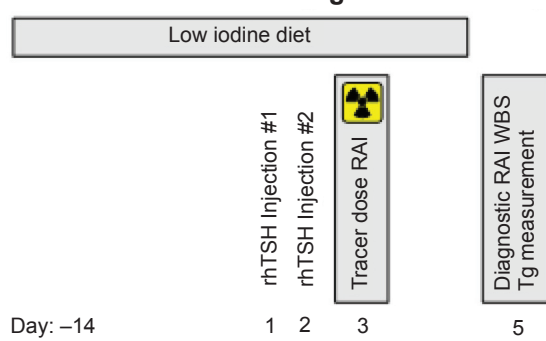 Low iodine diet
rhTSH Injection #1
rhTSH Injection #2
Tracer dose RAI
Diagnostic RAI WBS
Tg measurement
Day: –14 1 2 3 5